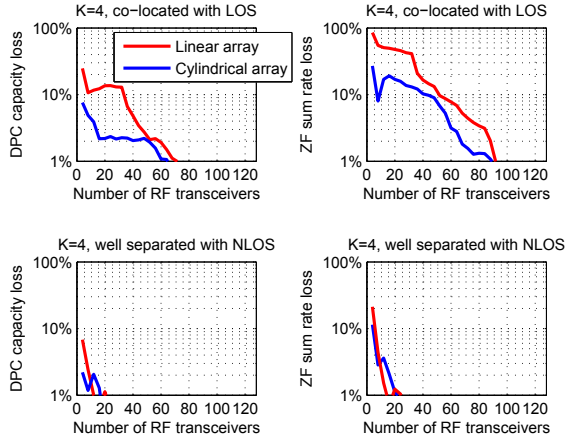 K=4, co-located with LOS
DPC capacity loss
100%
10%
1%
0 20 40 60 80 100 120
Number of RF transceivers
Linear array
Cylindrical array
K=4, co-located with LOS
ZF sum rate loss
100%
10%
1%
0 20 40 60 80 100 120
Number of RF transceivers
K=4, well separated with NLOS
DPC capacity loss
100%
10%
1%
0 20 40 60 80 100 120
Number of RF transceivers
K=4, well separated with NLOS
ZF sum rate loss
100%
10%
1%
0 20 40 60 80 100 120
Number of RF transceivers